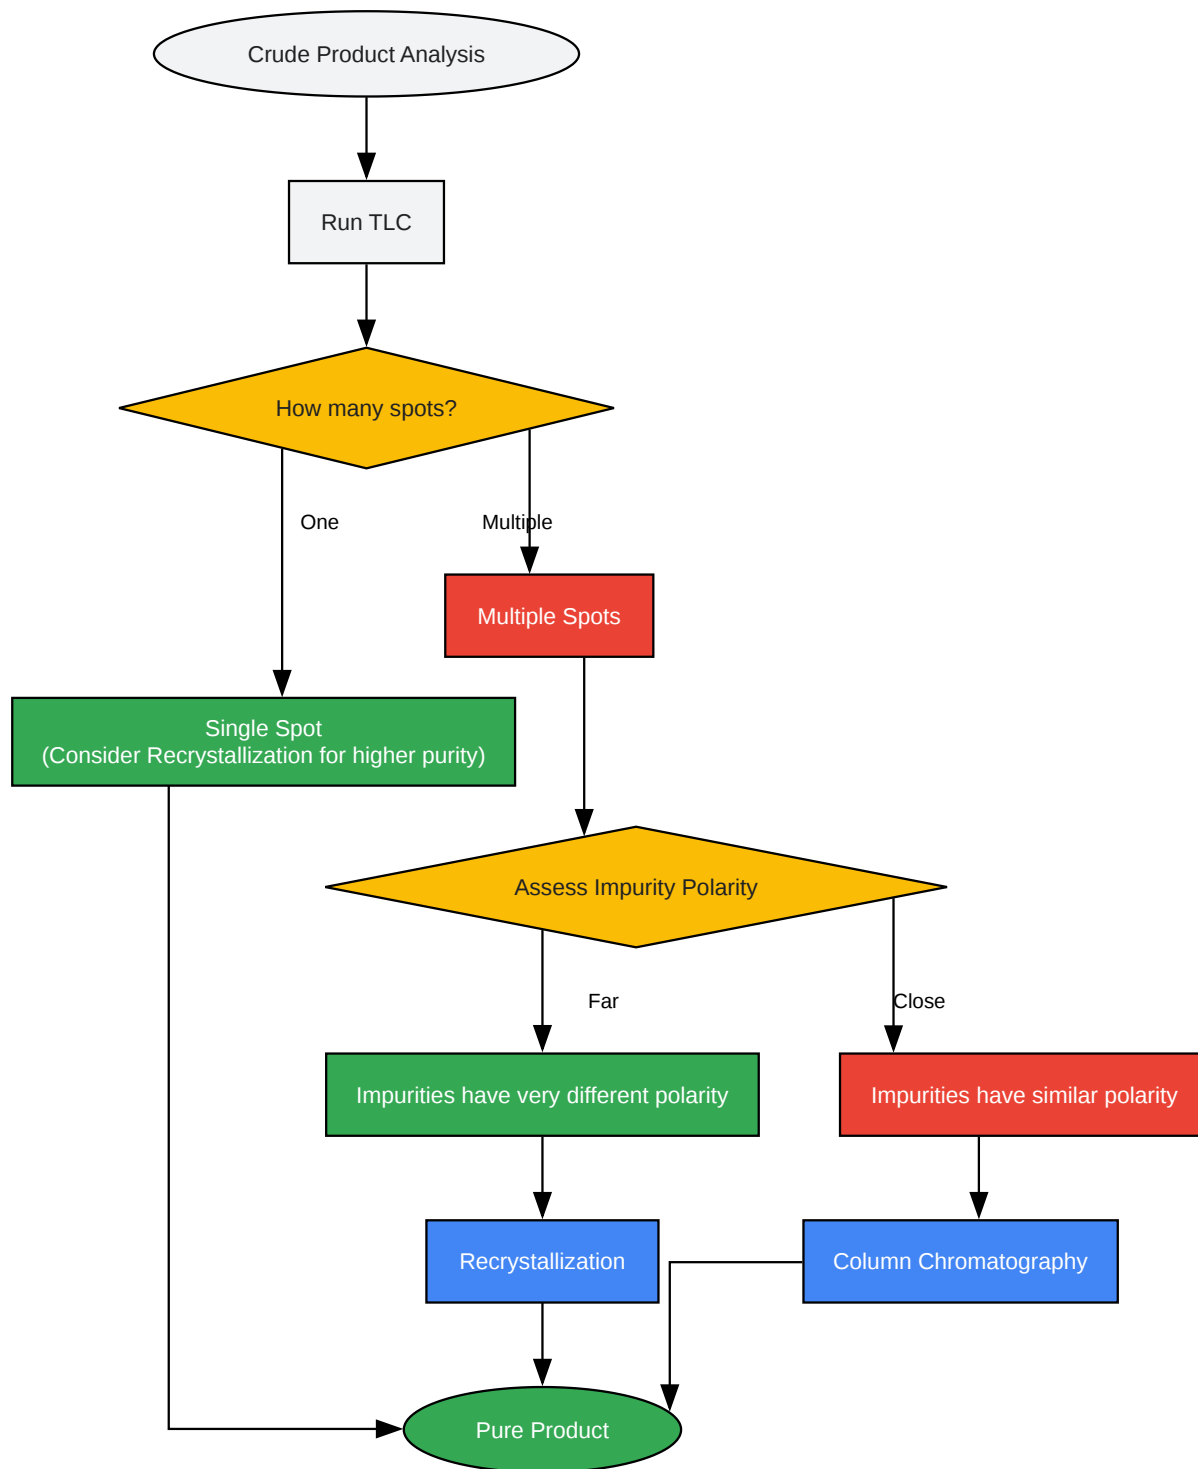 Crude Product Analysis
Run TLC
How many spots?
One
Multiple
Multiple Spots
Single Spot
(Consider Recrystallization for higher purity)
Assess Impurity Polarity
Far
Close
Impurities have very different polarity
Impurities have similar polarity
Recrystallization
Column Chromatography
Pure Product